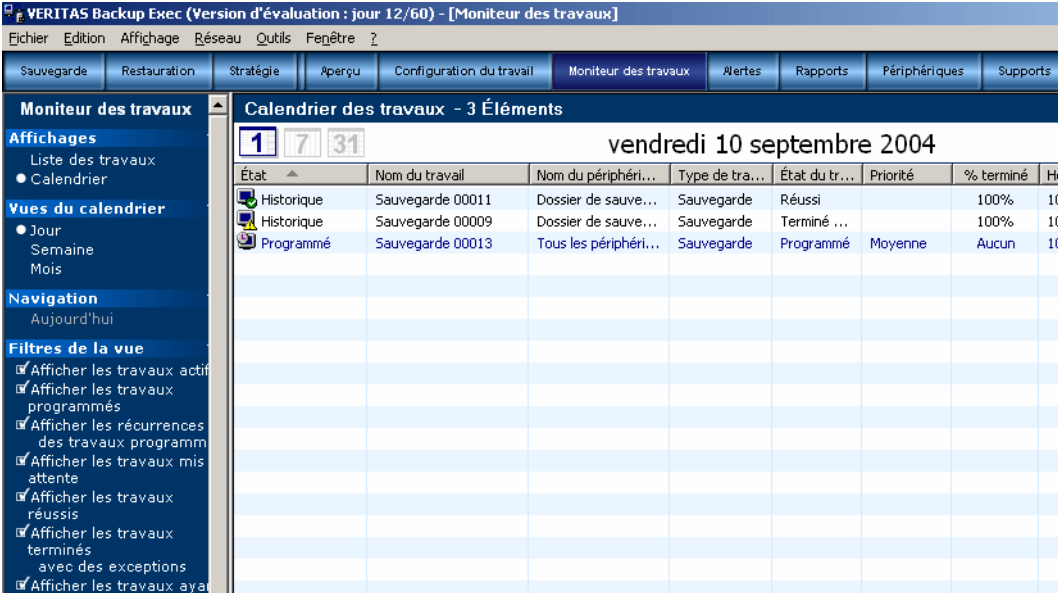 VERITAS Backup Exec (Version d'évaluation : jour 12/60) - [Moniteur des travaux]
Fichier Edition Affichage Réseau Outils Fenêtre ?
Sauvegarde Restauration Stratégie Aperçu Configuration du travail Moniteur des travaux Alertes Rapports Périphériques Supports
Moniteur des travaux
Affichages
Liste des travaux
Calendrier
Vues du calendrier
Jour
Semaine
Mois
Navigation
Aujourd'hui
Filtres de la vue
Afficher les travaux actif
Afficher les travaux
programmés
Afficher les récurrences
des travaux programm
Afficher les travaux mis
attente
Afficher les travaux
réussis
Afficher les travaux
terminés
avec des exceptions
Afficher les travaux ayan
Calendrier des travaux - 3 Éléments
1 7 31 vendredi 10 septembre 2004
État Nom du travail Nom du périphéri... Type de tra... État du tr... Priorité % terminé
Historique Sauvegarde 00011 Dossier de sauve... Sauvegarde Réussi 100% 10
Historique Sauvegarde 00009 Dossier de sauve... Sauvegarde Terminé ... 100% 10
Programmé Sauvegarde 00013 Tous les périphéri... Sauvegarde Programmé Moyenne Aucun 10